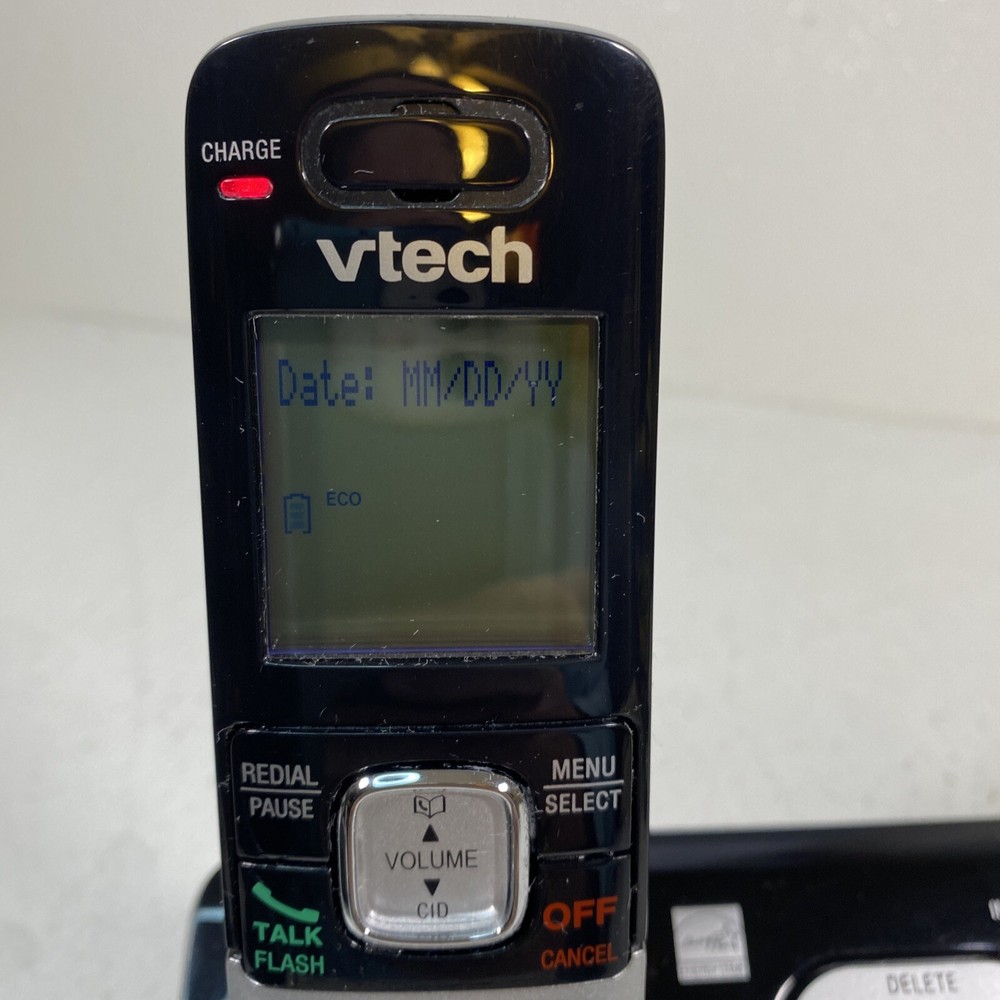 CHARGE
vtech
Date: MM/DD/YY
ECO
REDIAL
PAUSE
MENU
SELECT
VOLUME
CID
TALK
FLASH
OFF
CANCEL
DELETE